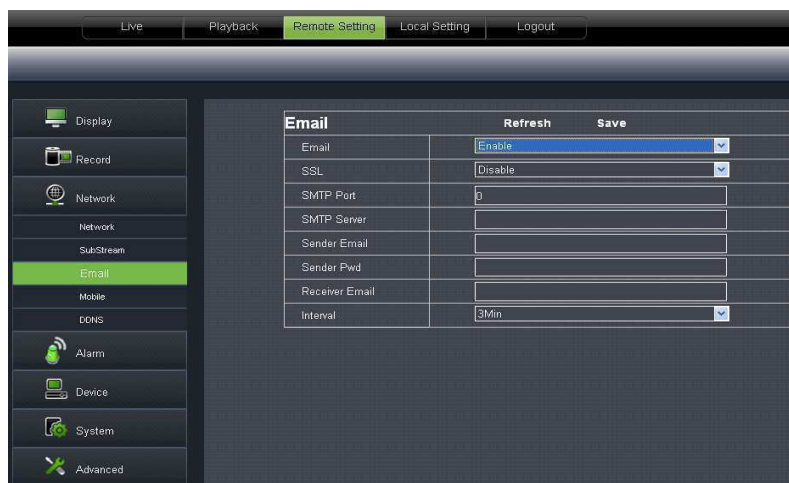 Live Playback Remote Setting Local Setting Logout
Display
Record
Network
Network
SubStream
Email
Mobile
DDNS
Alarm
Device
System
Advanced
Email Refresh Save
Email Enable
SSL Disable
SMTP Port 0
SMTP Server
Sender Email
Sender Pwd
Receiver Email
Interval 3Min